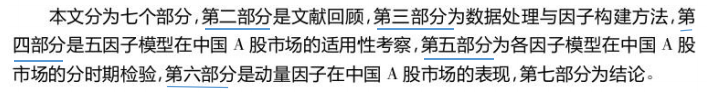 本文分为七个部分,第二部分是文献回顾,第三部分为数据处理与因子构建方法,第
四部分是五因子模型在中国 A 股市场的适用性考察,第五部分为各因子模型在中国 A 股
市场的分时期检验,第六部分是动量因子在中国 A 股市场的表现,第七部分为结论。